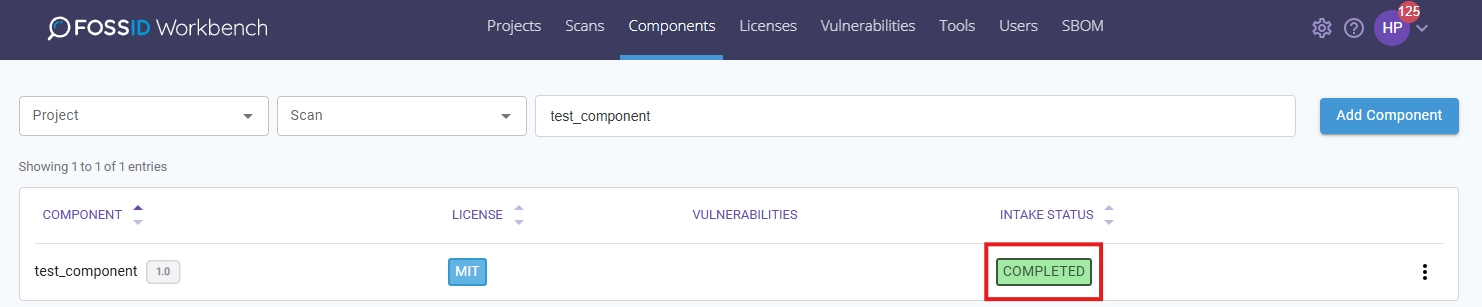 FOSSID Workbench Projects Scans Components Licenses Vulnerabilities Tools Users SBOM HP 125
Project Scan test_component Add Component
Showing 1 to 1 of 1 entries
COMPONENT LICENSE VULNERABILITIES INTAKE STATUS
test_component 1.0 MIT COMPLETED